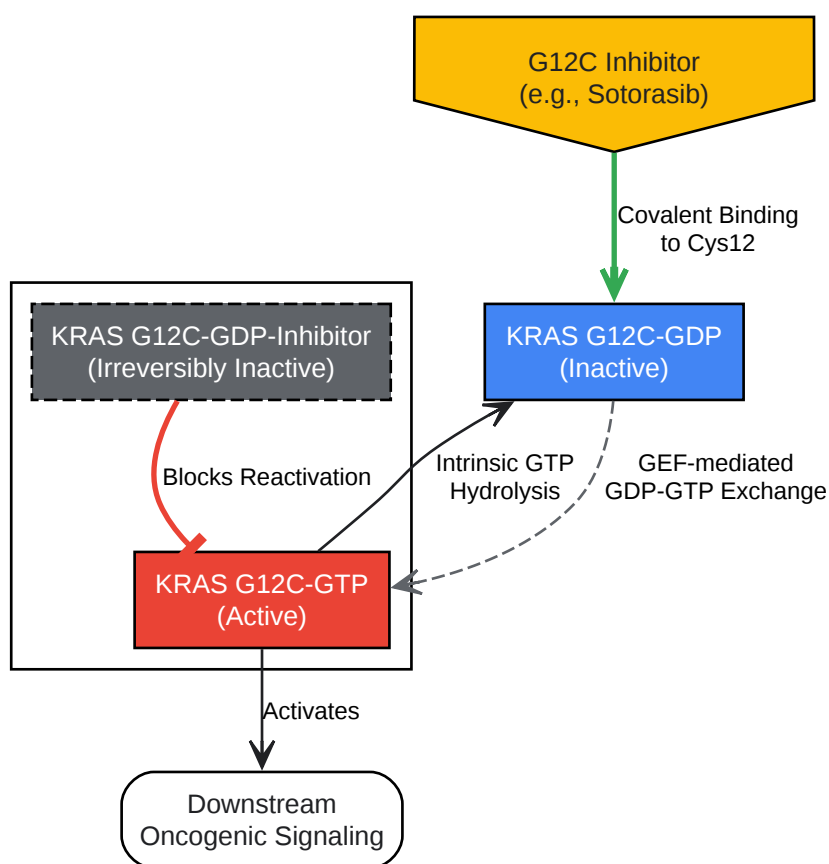 G12C Inhibitor
(e.g., Sotorasib)
Covalent Binding
to Cys12
KRAS G12C-GDP-Inhibitor
(Irreversibly Inactive)
KRAS G12C-GDP
(Inactive)
Blocks Reactivation
Intrinsic GTP
Hydrolysis
GEF-mediated
GDP-GTP Exchange
KRAS G12C-GTP
(Active)
Activates
Downstream
Oncogenic Signaling